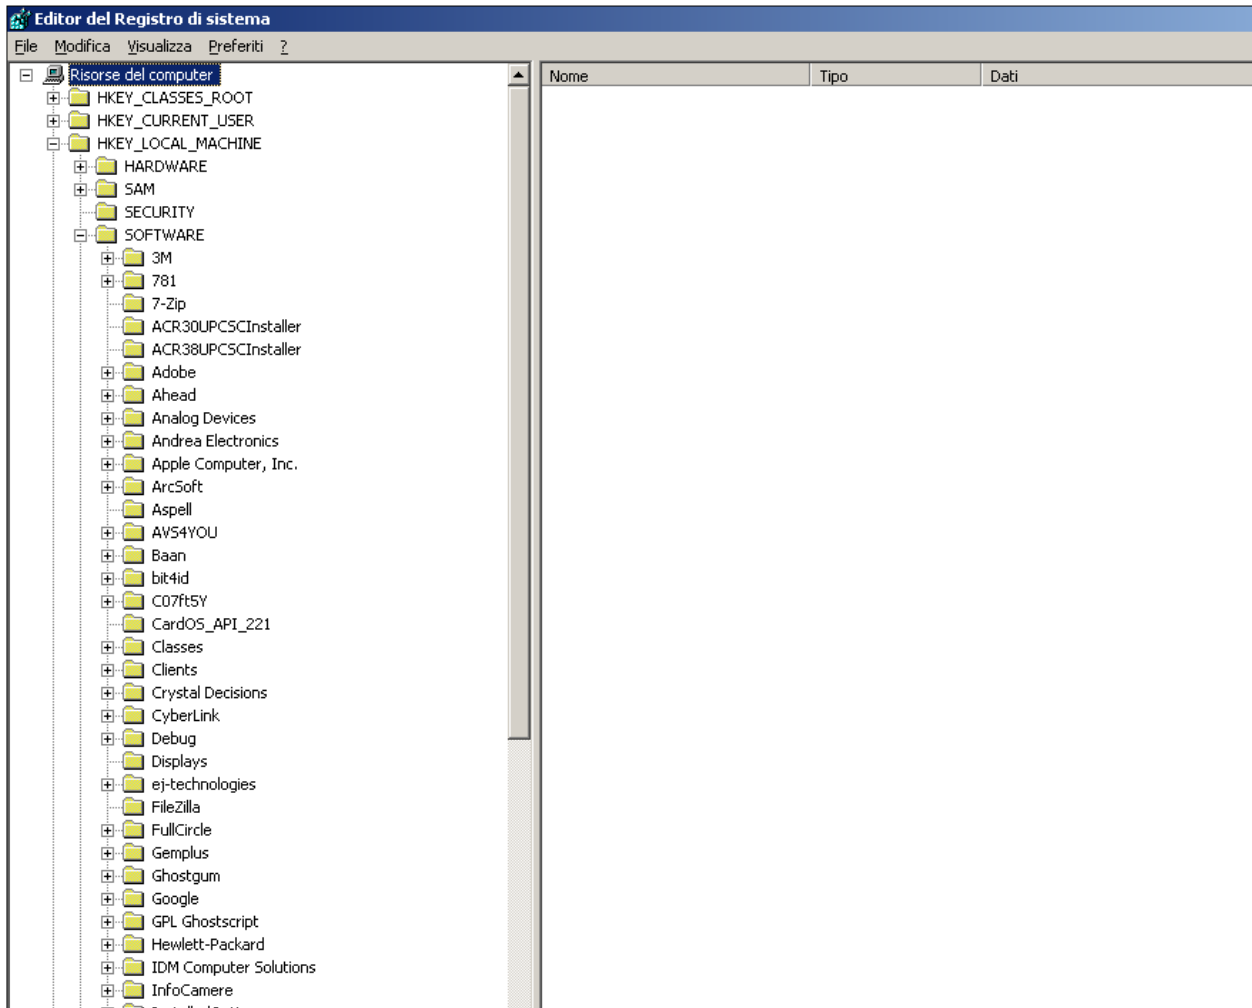 Editor del Registro di sistema
File Modifica Visualizza Preferiti ?
Risorse del computer
Nome Tipo Dati
HKEY_CLASSES_ROOT
HKEY_CURRENT_USER
HKEY_LOCAL_MACHINE
HARDWARE
SAM
SECURITY
SOFTWARE
3M
781
7-Zip
ACR30UPCSCInstaller
ACR38UPCSCInstaller
Adobe
Ahead
Analog Devices
Andrea Electronics
Apple Computer, Inc.
ArcSoft
Aspell
AVS4YOU
Baan
bit4id
C07ft5Y
CardOS_API_221
Classes
Clients
Crystal Decisions
CyberLink
Debug
Displays
ej-technologies
FileZilla
FullCircle
Gemplus
Ghostgum
Google
GPL Ghostscript
Hewlett-Packard
IDM Computer Solutions
InfoCamere